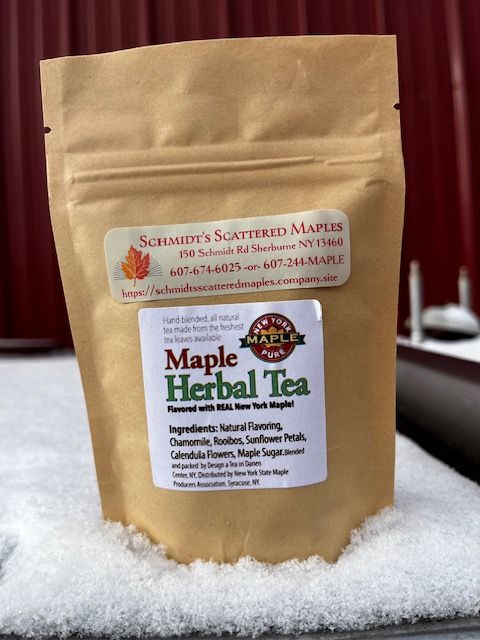 SCHMIDT'S SCATTERED MAPLES
150 Schmidt Rd Sherburne NY 13460
607-674-6025 -or- 607-244-MAPLE
https://schmidtsscatteredmaples.company.site
Hand blended, all natural
tea made from the freshest
tea leaves available
NEW YORK
MAPLE
PURE
Maple
Herbal Tea
Flavored with REAL New York Maple!
Ingredients: Natural Flavoring,
Chamomile, Rooibos, Sunflower Petals,
Calendula Flowers, Maple Sugar.Blended
and packed by Design a Tea in Darien
Center, NY. Distributed by New York State Maple
Producers Association, Syracuse, NY.